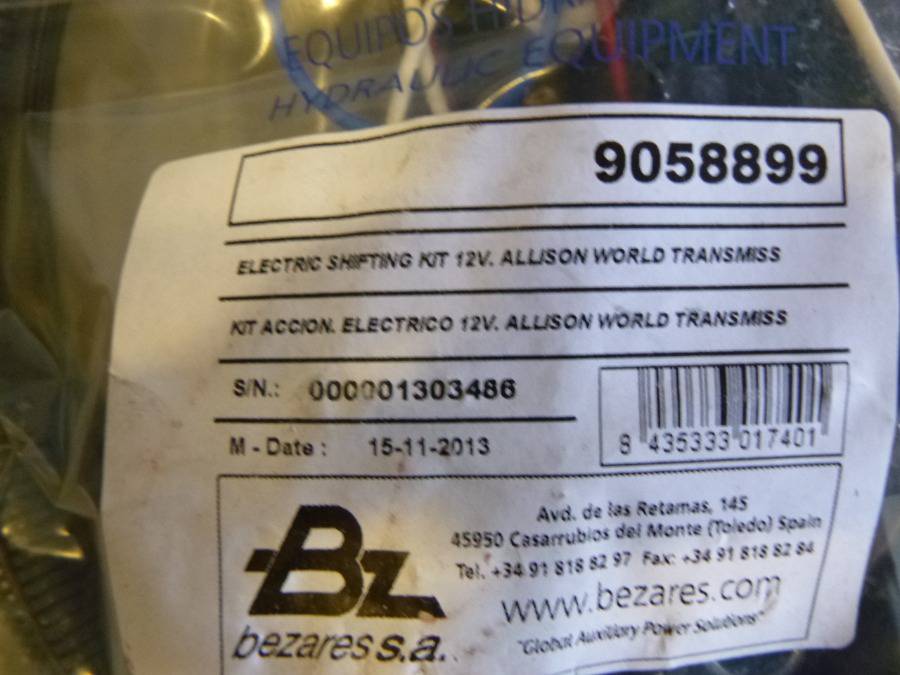 EQUIPOS
HYDRAULIC EQUIPMENT
9058899
ELECTRIC SHIFTING KIT 12V. ALLISON WORLD TRANSMISS
KIT ACCION. ELECTRICO 12V. ALLISON WORLD TRANSMISS
S/N.: 000001303486
M - Date : 15-11-2013
8 435333 017401
Bz
bezares s.a.
Avd. de las Retamas, 145
45950 Casarrubios del Monte (Toledo) Spain
Tel. +34 91 818 82 97 Fax: +34 91 818 82 84
www.bezares.com
"Global Auxiliary Power Solutions"